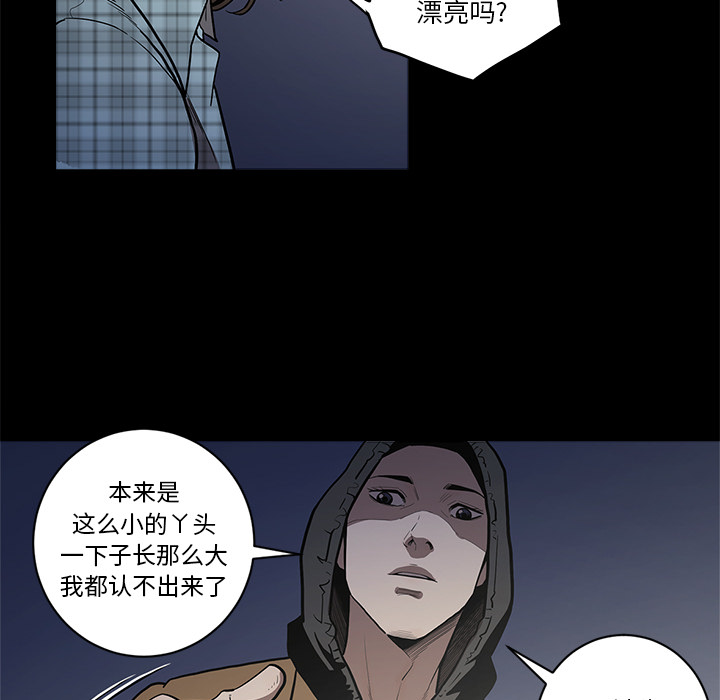 漂亮吗?
本来是
这么小的丫头
一下子长那么大
我都认不出来了